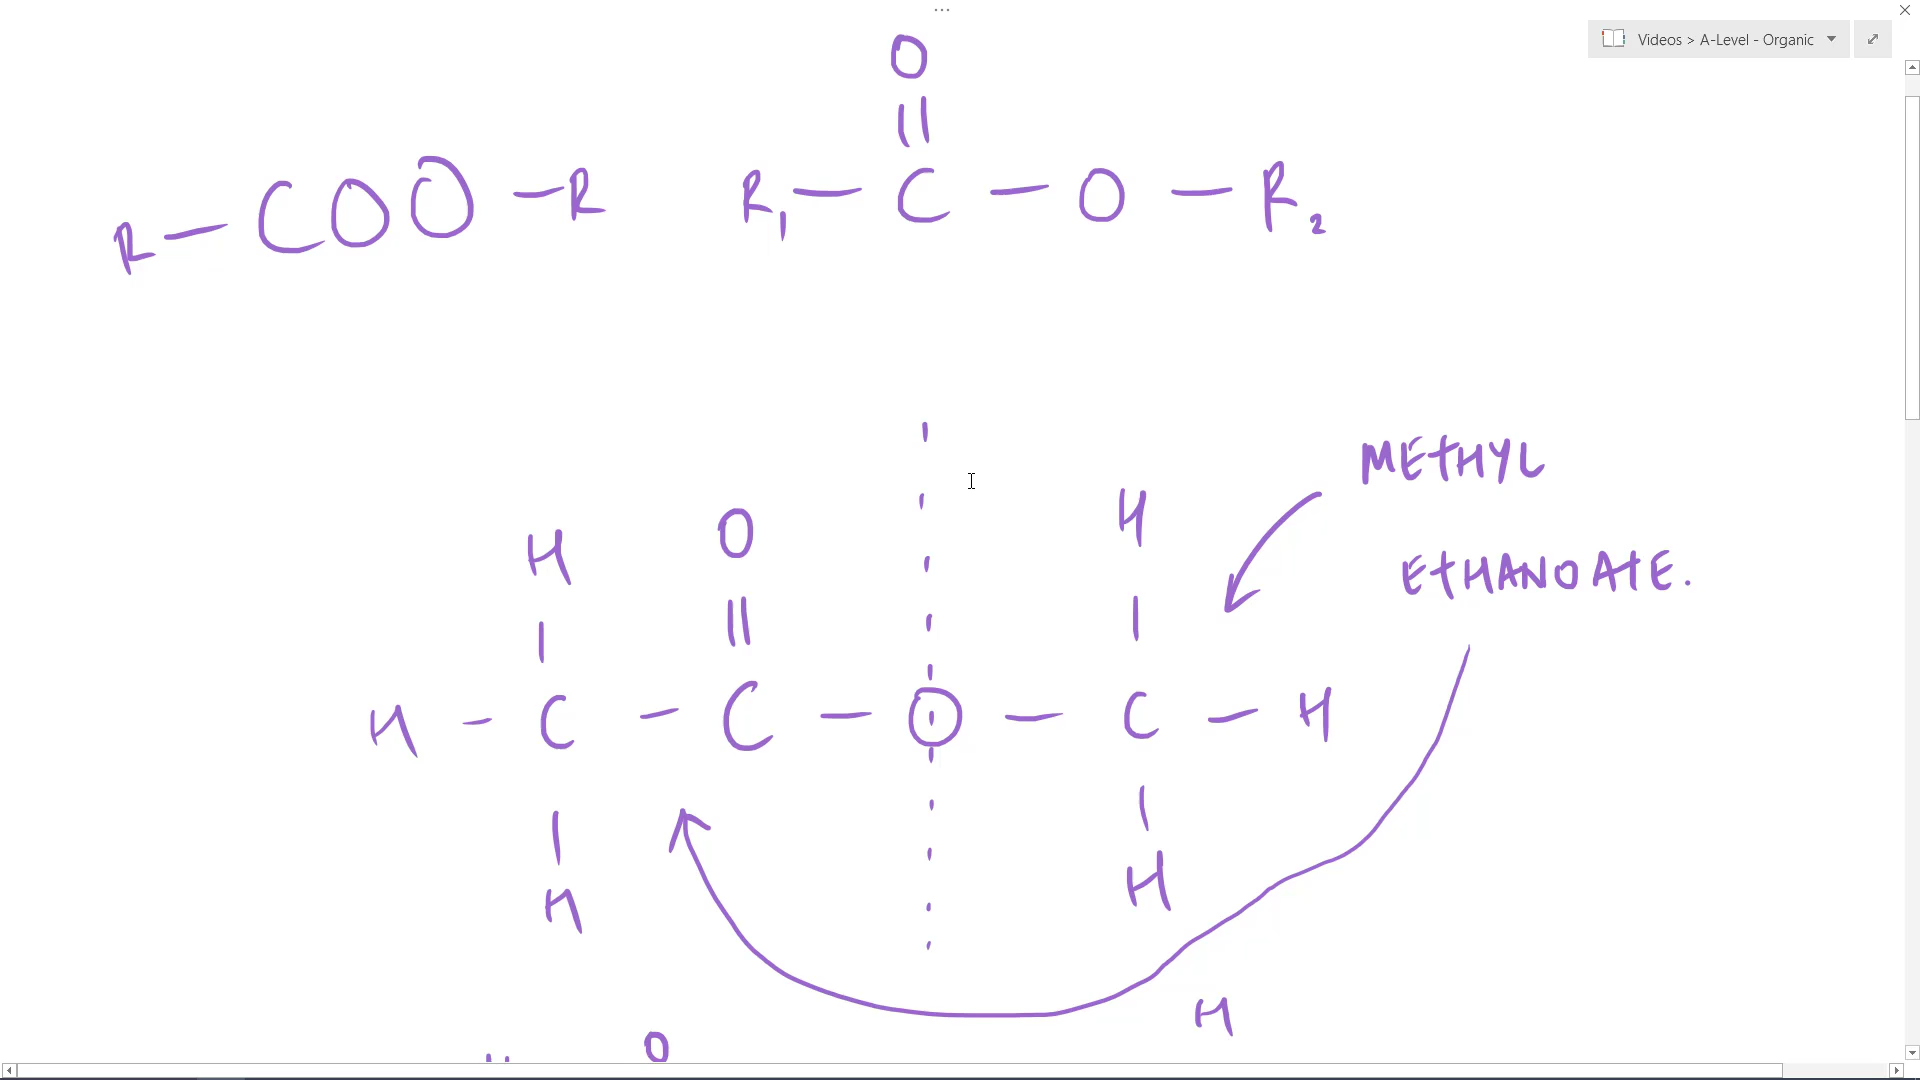 ...
Videos > A-Level - Organic
O
R — COO — R R₁ — C — O — R₂
METHYL
ETHANOATE.
H O H
H - C - C — O — C — H
H H
H
O